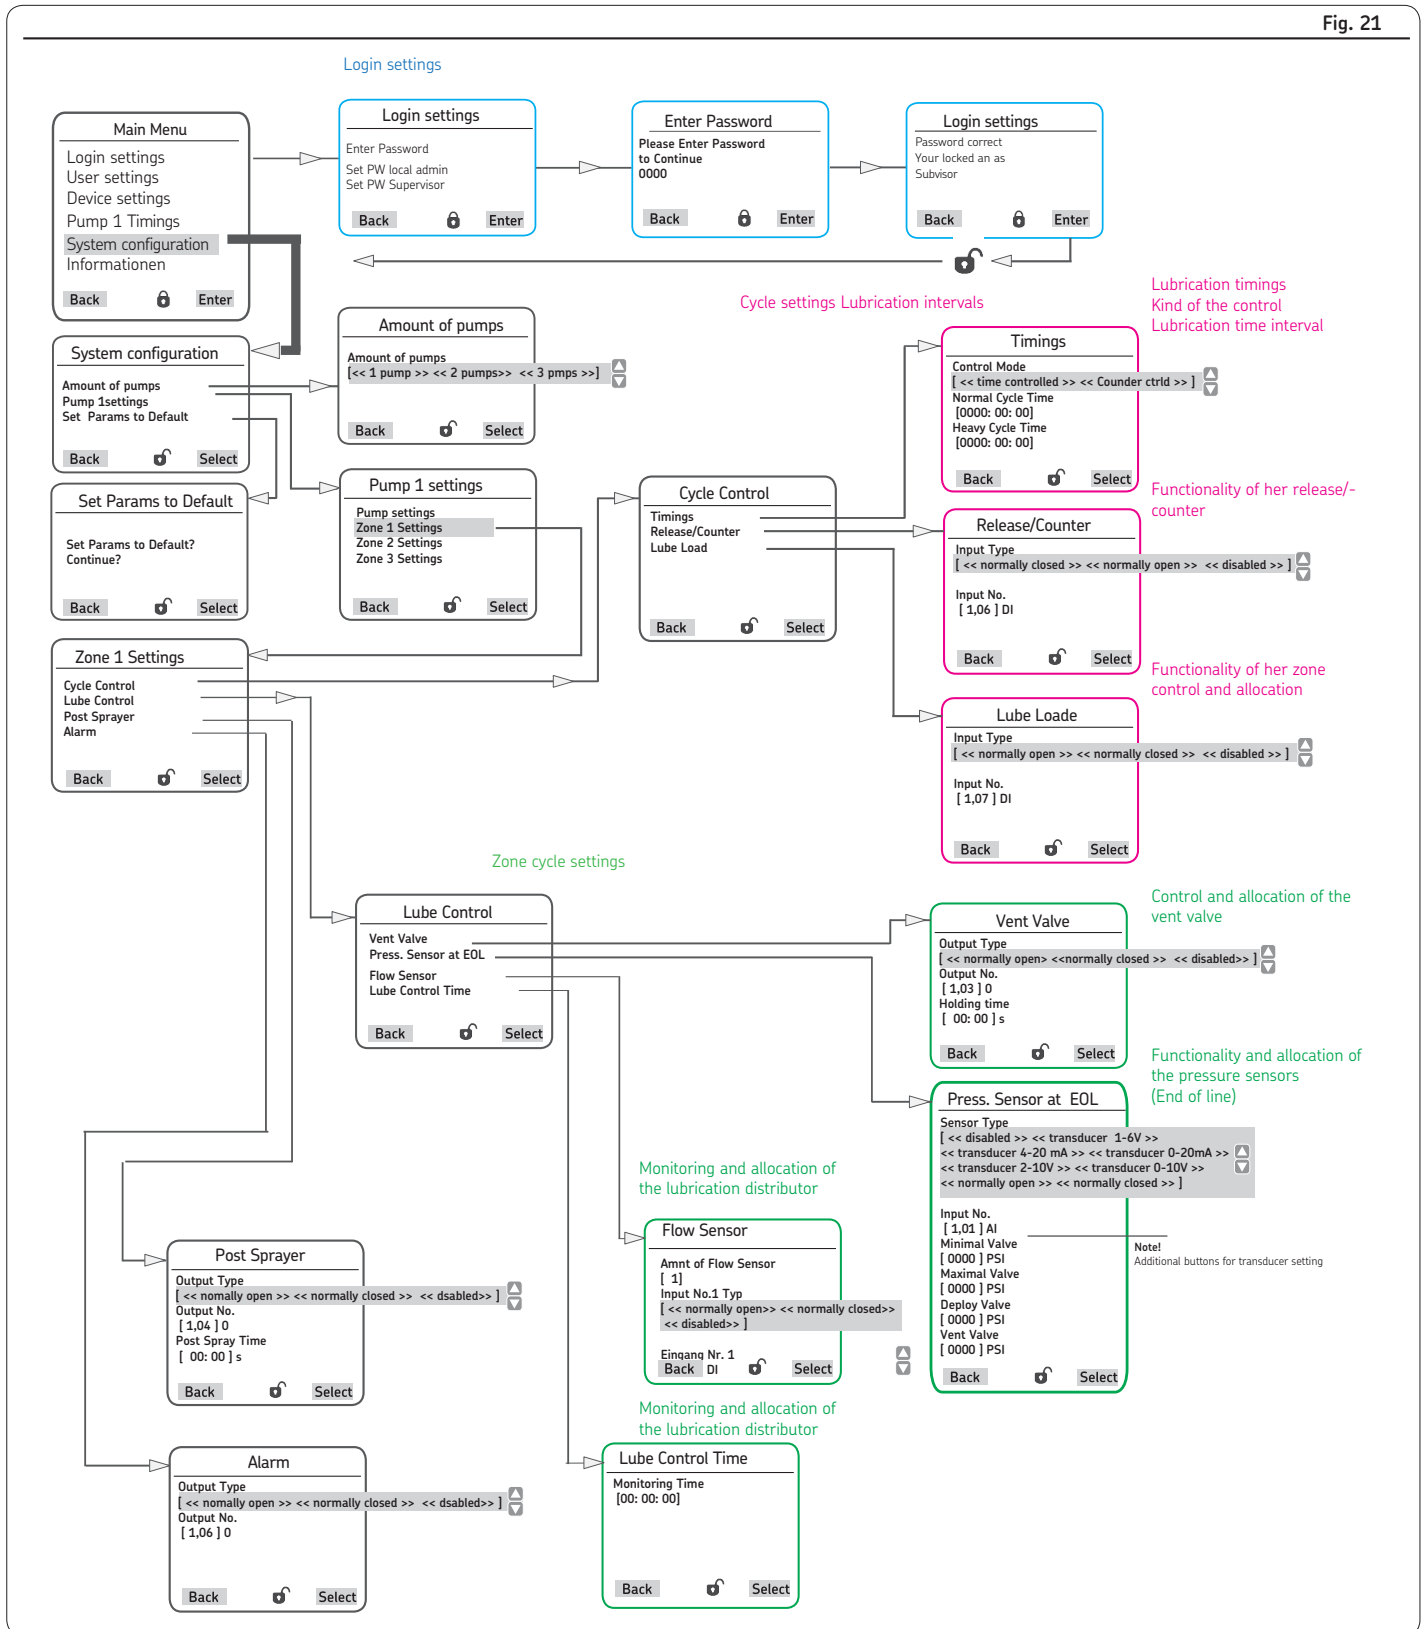 Fig. 21
Login settings
Main Menu
Login settings
User settings
Device settings
Pump 1 Timings
System configuration
Informationen
Back Enter
Login settings
Enter Password
Set PW local admin
Set PW Supervisor
Back Enter
Enter Password
Please Enter Password
to Continue
0000
Back Enter
Login settings
Password correct
Your locked an as
Subvisor
Back Enter
Cycle settings Lubrication intervals
Lubrication timings
Kind of the control
Lubrication time interval
System configuration
Amount of pumps
Pump 1settings
Set Params to Default
Back Select
Amount of pumps
Amount of pumps
[<< 1 pump >> << 2 pumps>> << 3 pmps >>]
Back Select
Timings
Control Mode
[ << time controlled >> << Counder ctrld >> ]
Normal Cycle Time
[0000: 00: 00]
Heavy Cycle Time
[0000: 00: 00]
Back Select
Set Params to Default
Set Params to Default?
Continue?
Back Select
Pump 1 settings
Pump settings
Zone 1 Settings
Zone 2 Settings
Zone 3 Settings
Back Select
Cycle Control
Timings
Release/Counter
Lube Load
Back Select
Functionality of her release/-
counter
Release/Counter
Input Type
[ << normally closed >> << normally open >> << disabled >> ]
Input No.
[ 1,06 ] DI
Back Select
Zone 1 Settings
Cycle Control
Lube Control
Post Sprayer
Alarm
Back Select
Functionality of her zone
control and allocation
Lube Loade
Input Type
[ << normally open >> << normally closed >> << disabled >> ]
Input No.
[ 1,07 ] DI
Back Select
Zone cycle settings
Lube Control
Vent Valve
Press. Sensor at EOL
Flow Sensor
Lube Control Time
Back Select
Control and allocation of the
vent valve
Vent Valve
Output Type
[ << normally open> <<normally closed >> << disabled>> ]
Output No.
[ 1,03 ] 0
Holding time
[ 00: 00 ] s
Back Select
Functionality and allocation of
the pressure sensors
(End of line)
Press. Sensor at EOL
Sensor Type
[ << disabled >> << transducer 1-6V >>
<< transducer 4-20 mA >> << transducer 0-20mA >>
<< transducer 2-10V >> << transducer 0-10V >>
<< normally open >> << normally closed >> ]
Input No.
[ 1,01 ] AI
Minimal Valve
[ 0000 ] PSI
Maximal Valve
[ 0000 ] PSI
Deploy Valve
[ 0000 ] PSI
Vent Valve
[ 0000 ] PSI
Back Select
Note!
Additional buttons for transducer setting
Monitoring and allocation of
the lubrication distributor
Flow Sensor
Amnt of Flow Sensor
[ 1]
Input No.1 Typ
[ << normally open>> << normally closed>>
<< disabled>> ]
Eingang Nr. 1
DI
Back Select
Post Sprayer
Output Type
[ << nomally open >> << normally closed >> << dsabled>> ]
Output No.
[ 1,04 ] 0
Post Spray Time
[ 00: 00 ] s
Back Select
Monitoring and allocation of
the lubrication distributor
Lube Control Time
Monitoring Time
[00: 00: 00]
Back Select
Alarm
Output Type
[ << nomally open >> << normally closed >> << dsabled>> ]
Output No.
[ 1,06 ] 0
Back Select